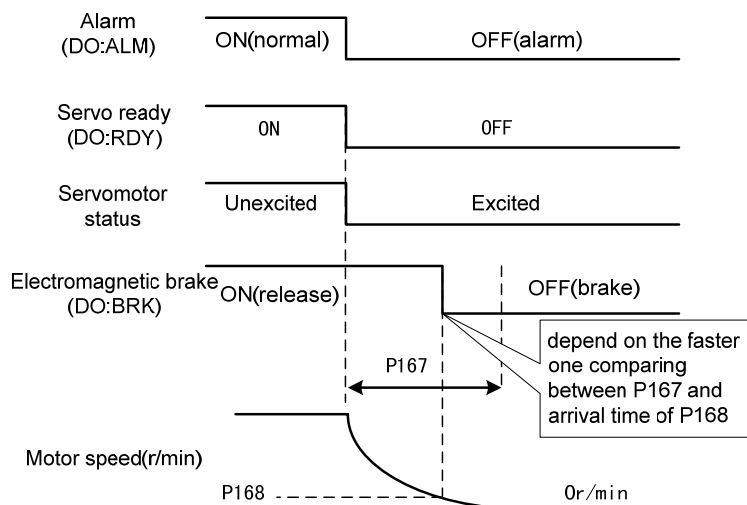 Alarm
(DO:ALM)
ON(normal)
OFF(alarm)
Servo ready
(DO:RDY)
ON
OFF
Servomotor
status
Unexcited
Excited
Electromagnetic brake
(DO:BRK)
ON(release)
OFF(brake)
depend on the faster
one comparing
between P167 and
arrival time of P168
P167
Motor speed(r/min)
P168
0r/min